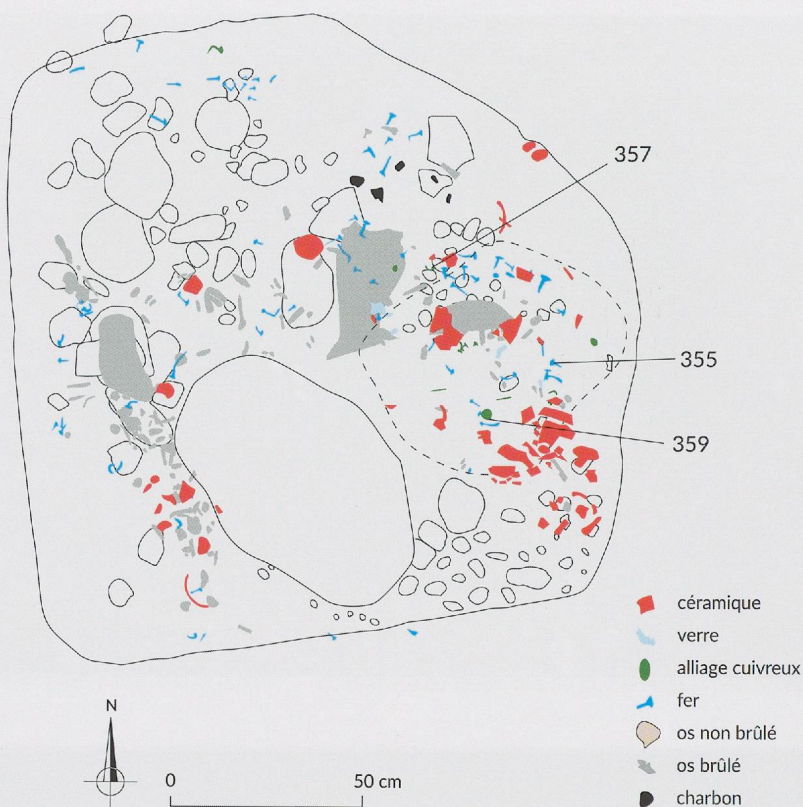 357
355
359
céramique
verre
alliage cuivreux
fer
os non brûlé
os brûlé
charbon
N
0 50 cm